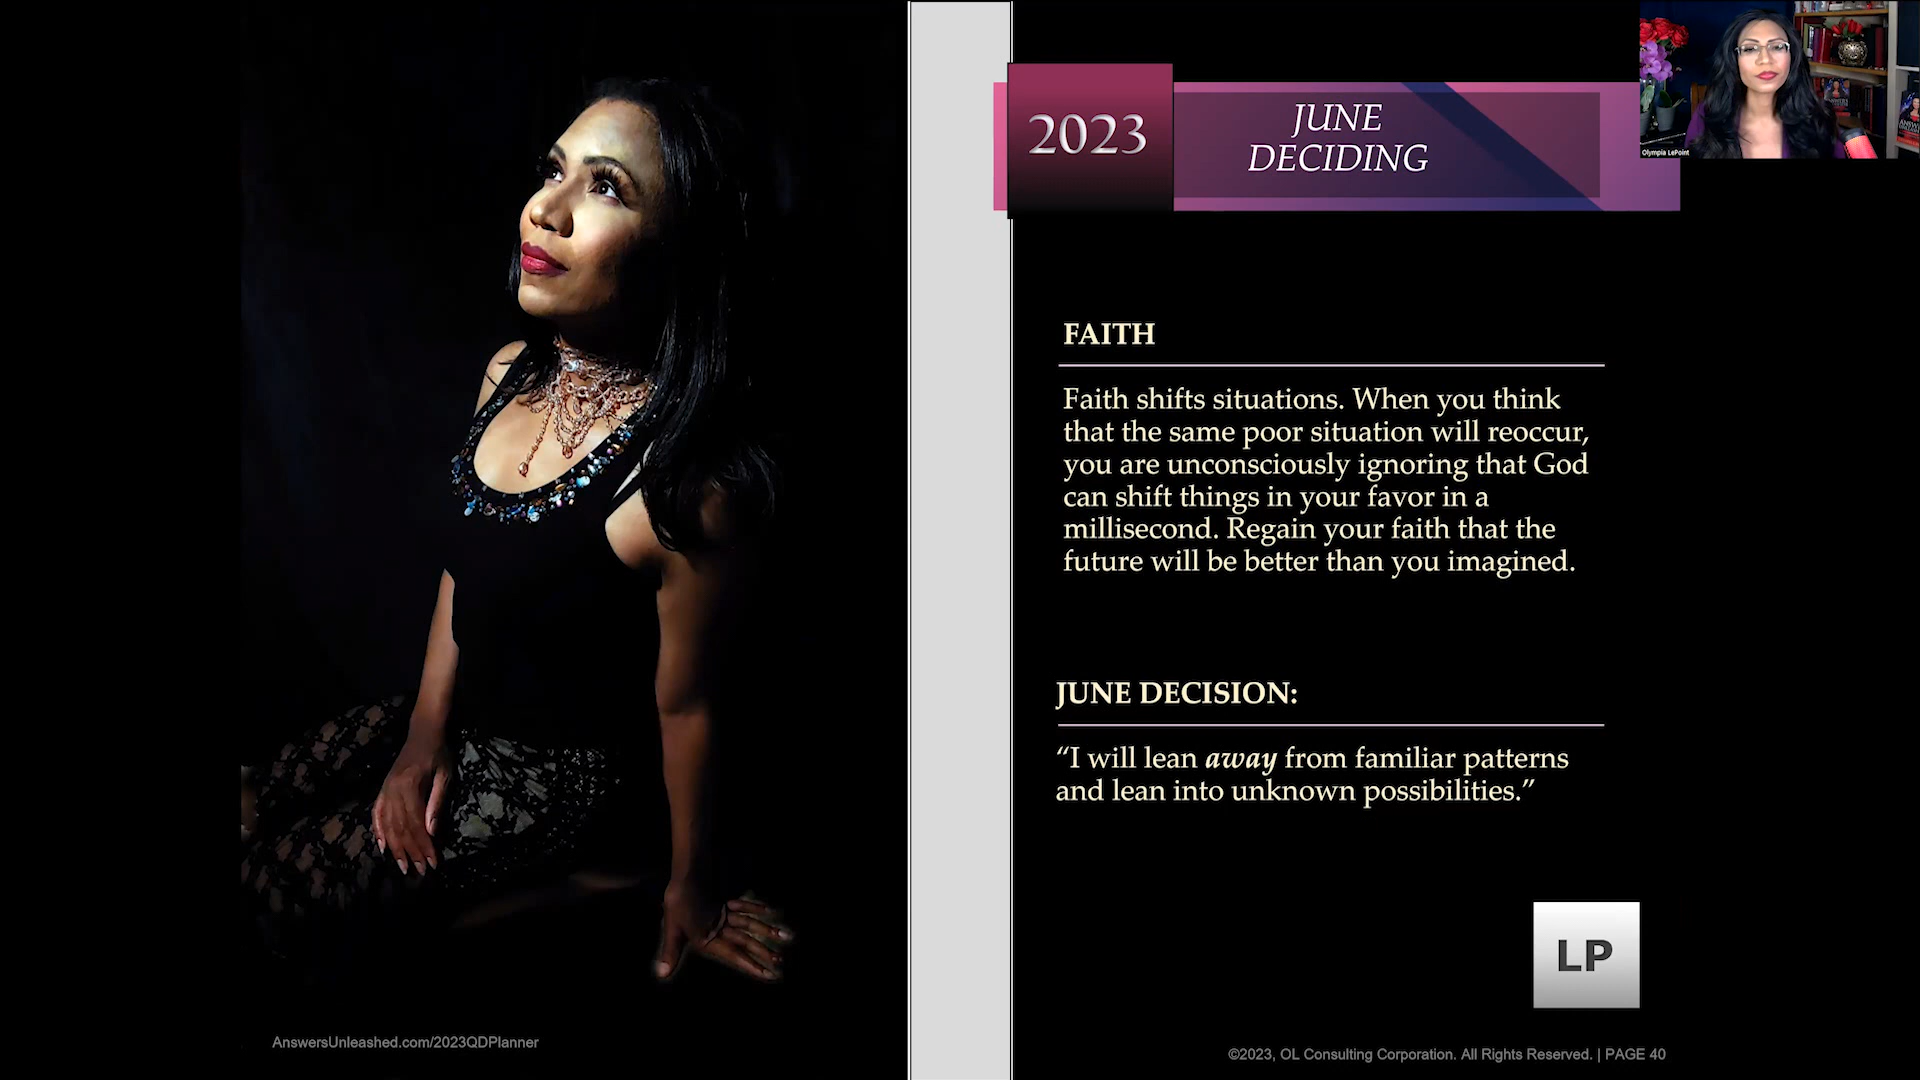 2023
JUNE
DECIDING
Olympia LePoint
FAITH
Faith shifts situations. When you think
that the same poor situation will reoccur,
you are unconsciously ignoring that God
can shift things in your favor in a
millisecond. Regain your faith that the
future will be better than you imagined.
JUNE DECISION:
“I will lean away from familiar patterns
and lean into unknown possibilities.”
LP
AnswersUnleashed.com/2023QDPlanner
©2023, OL Consulting Corporation. All Rights Reserved. | PAGE 40